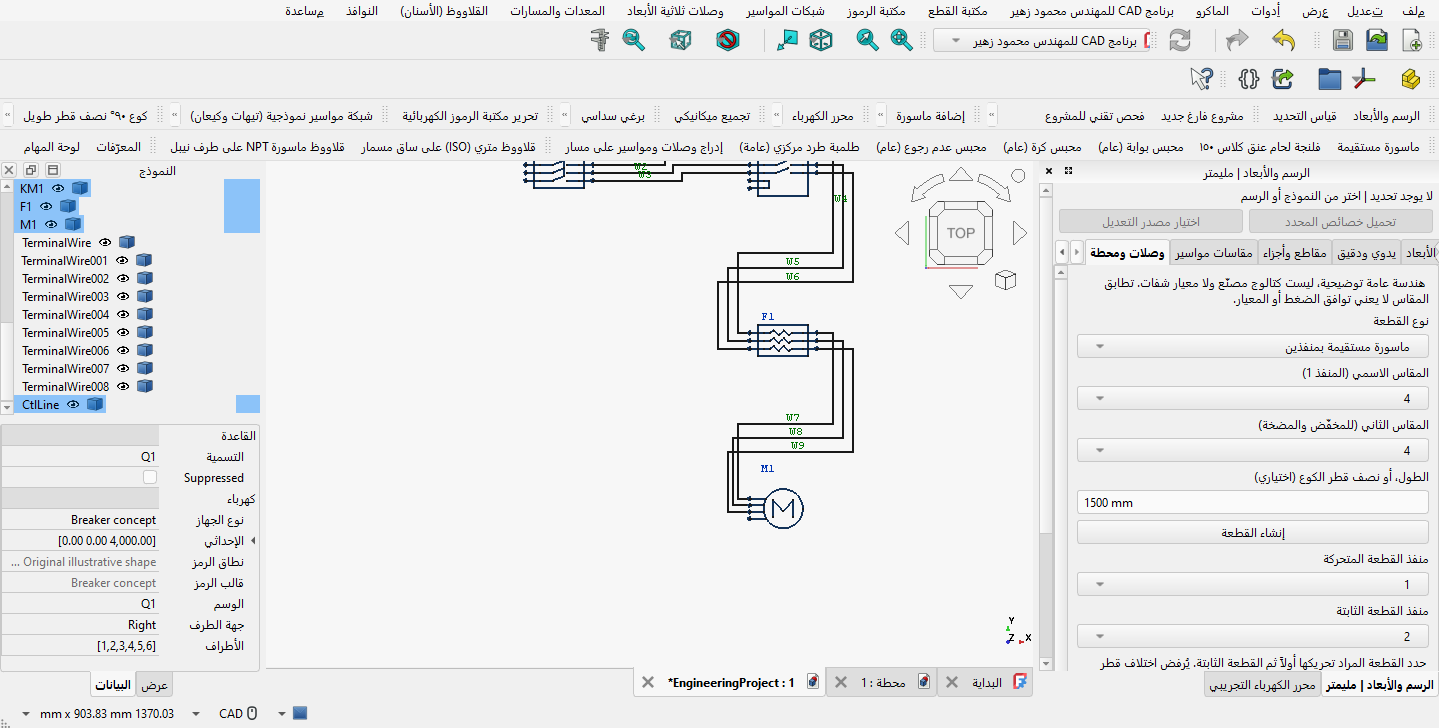 ملف تعديل عرض أدوات الماكرو برنامج CAD للمهندس محمود زهير مكتبة القطع مكتبة الرموز شبكات المواسير وصلات ثلاثية الأبعاد المعدات والمسارات القلاووظ (الأسنان) النوافذ مساعدة
برنامج CAD للمهندس محمود زهير
الرسم والأبعاد قياس التحديد مشروع فارغ جديد فحص تقني للمشروع » إضافة ماسورة » محرر الكهرباء » تجميع ميكانيكي برغي سداسي » تحرير مكتبة الرموز الكهربائية شبكة مواسير نموذجية (تيهات وكيعان) » كوع ٩٠° نصف قطر طويل »
ماسورة مستقيمة فلنجة لحام عنق كلاس ١٥٠ محبس بوابة (عام) محبس كرة (عام) محبس عدم رجوع (عام) طلمبة طرد مركزي (عامة) إدراج وصلات ومواسير على مسار قلاووظ متري (ISO) على ساق مسمار قلاووظ ماسورة NPT على طرف نيبل المعرّفات لوحة المهام
النموذج
KM1
F1
M1
TerminalWire
TerminalWire001
TerminalWire002
TerminalWire003
TerminalWire004
TerminalWire005
TerminalWire006
TerminalWire007
TerminalWire008
CtlLine
القاعدة
التسمية Q1
Suppressed
كهرباء
نوع الجهاز Breaker concept
الإحداثي [0.00 0.00 4,000.00]
نطاق الرمز Original illustrative shape ...
قالب الرمز Breaker concept
الوسم Q1
جهة الطرف Right
الأطراف [1,2,3,4,5,6]
عرض البيانات
W2
W3
W4
W5
W6
F1
W7
W8
W9
M1
M
TOP
Y
Z X
الرسم والأبعاد | مليمتر
لا يوجد تحديد | اختر من النموذج أو الرسم
تحميل خصائص المحدد اختيار مصدر التعديل
الأبعاد يدوي ودقيق مقاطع وأجزاء مقاسات مواسير وصلات ومحطة
هندسة عامة توضيحية، ليست كتالوج مصنّع ولا معيار شفات. تطابق
المقاس لا يعني توافق الضغط أو المعيار.
نوع القطعة
ماسورة مستقيمة بمنفذين
المقاس الاسمي (المنفذ 1)
4
المقاس الثاني (للمخفّض والمضخة)
4
الطول، أو نصف قطر الكوع (اختياري)
1500 mm
إنشاء القطعة
منفذ القطعة المتحركة
1
منفذ القطعة الثابتة
2
حدد القطعة المراد تحريكها أولاً ثم القطعة الثابتة. يُرفض اختلاف قطر
الرسم والأبعاد | مليمتر محرر الكهرباء التجريبي
البداية محطة : 1 EngineeringProject : 1*
1370.03 mm x 903.83 mm CAD